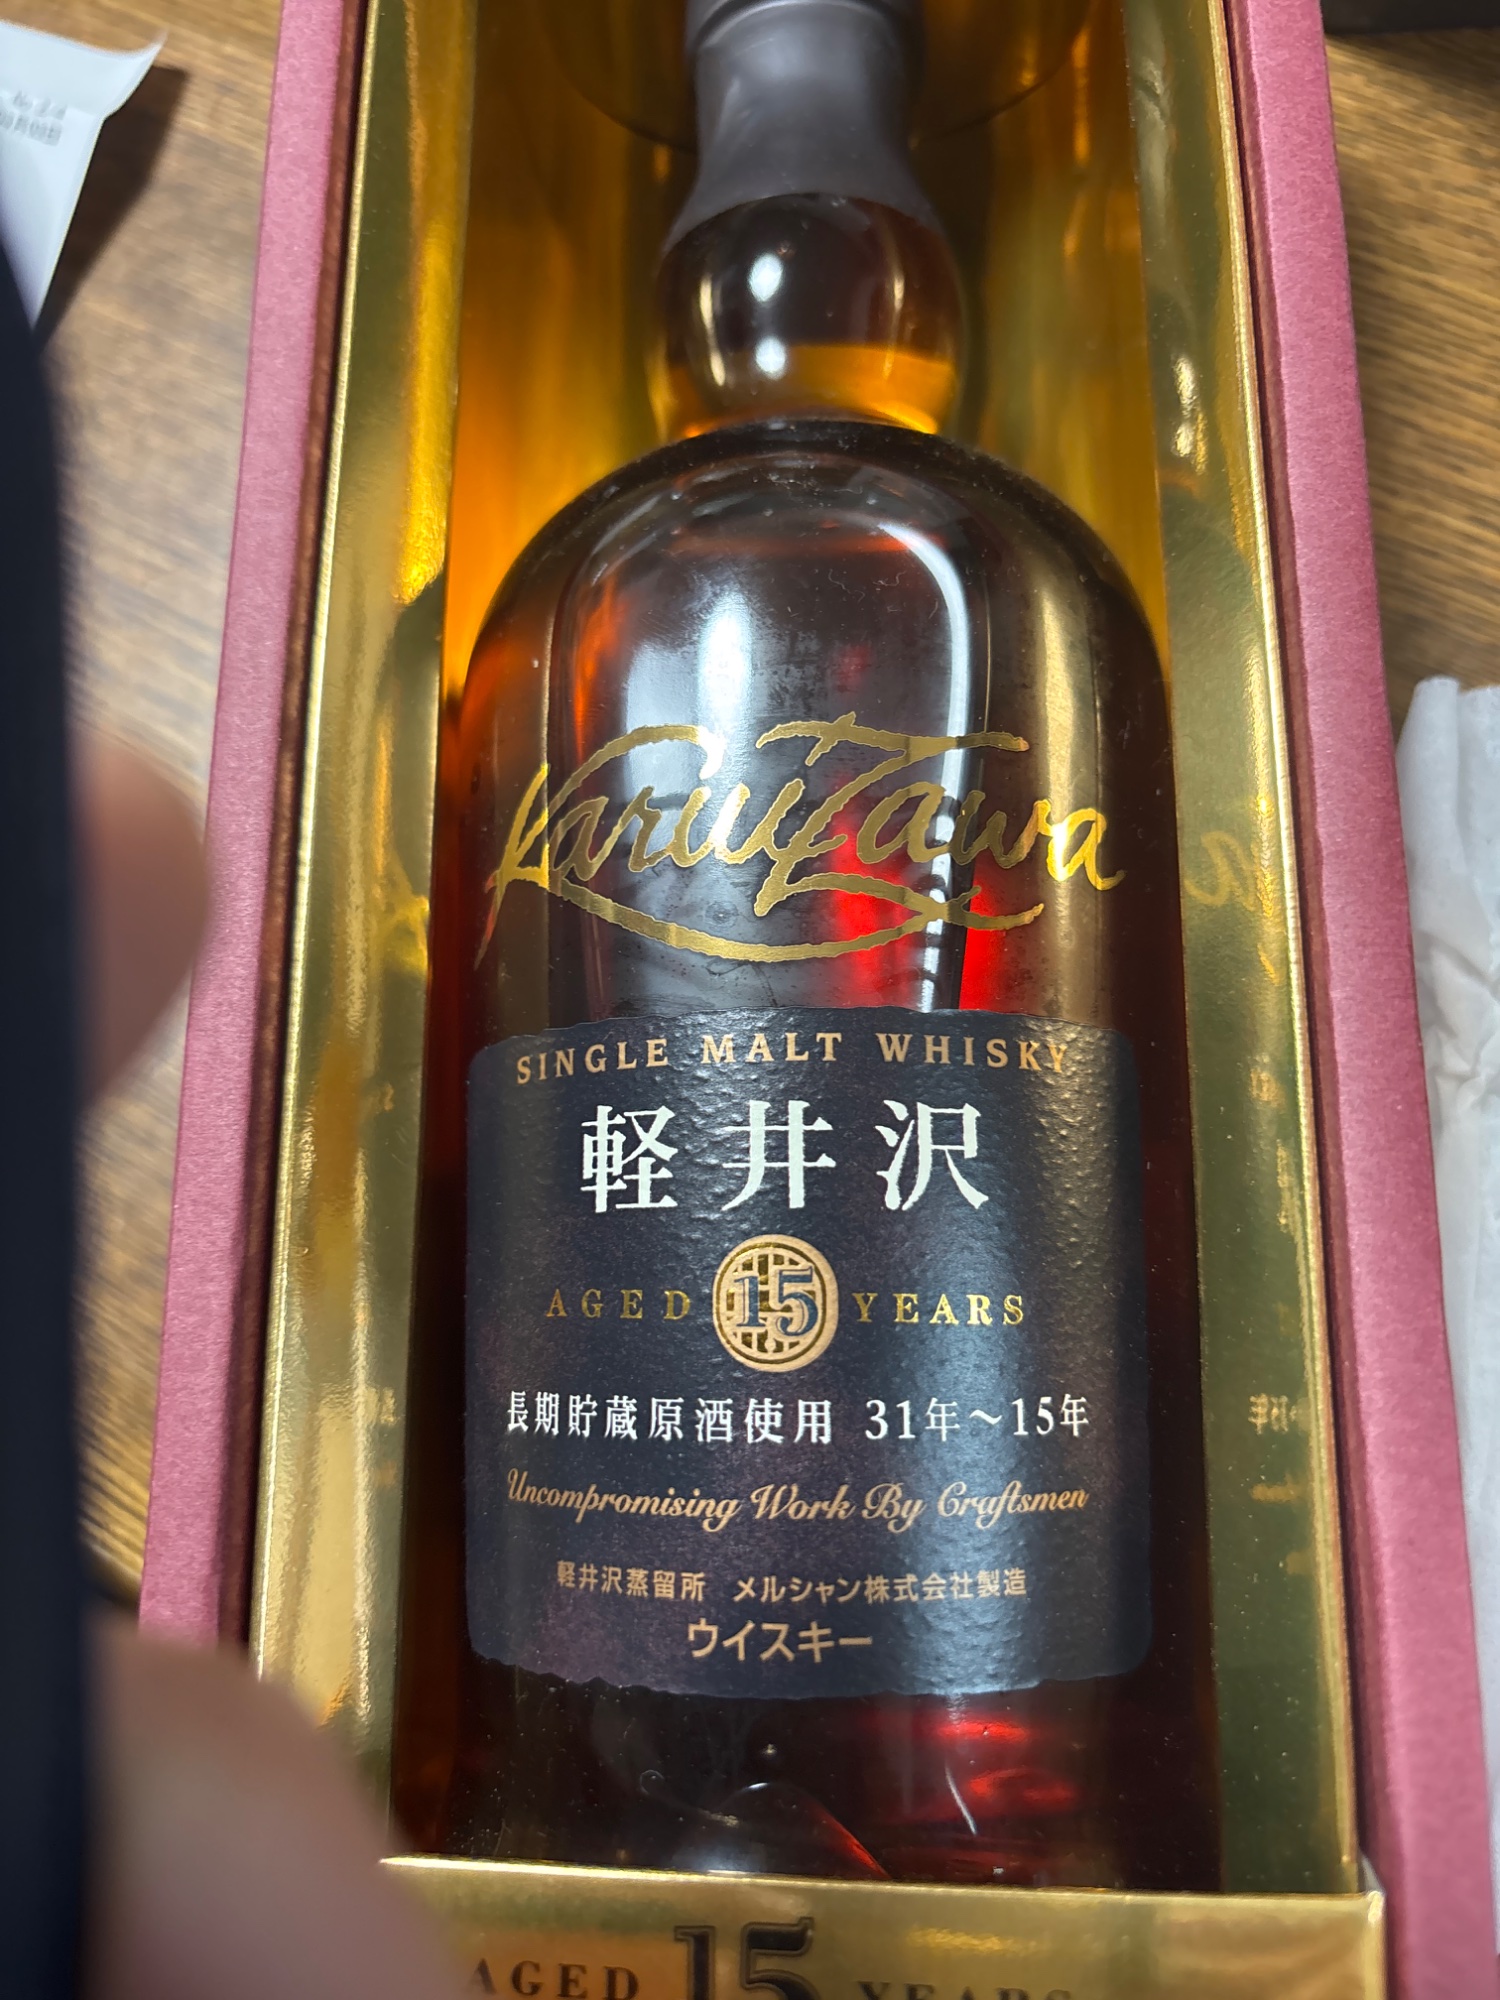 Karuizawa
SINGLE MALT WHISKY
軽井沢
AGED 15 YEARS
長期貯蔵原酒使用 31年～15年
Uncompromising Work By Craftsmen
軽井沢蒸留所 メルシャン株式会社製造
ウイスキー
AGED 15 YEARS